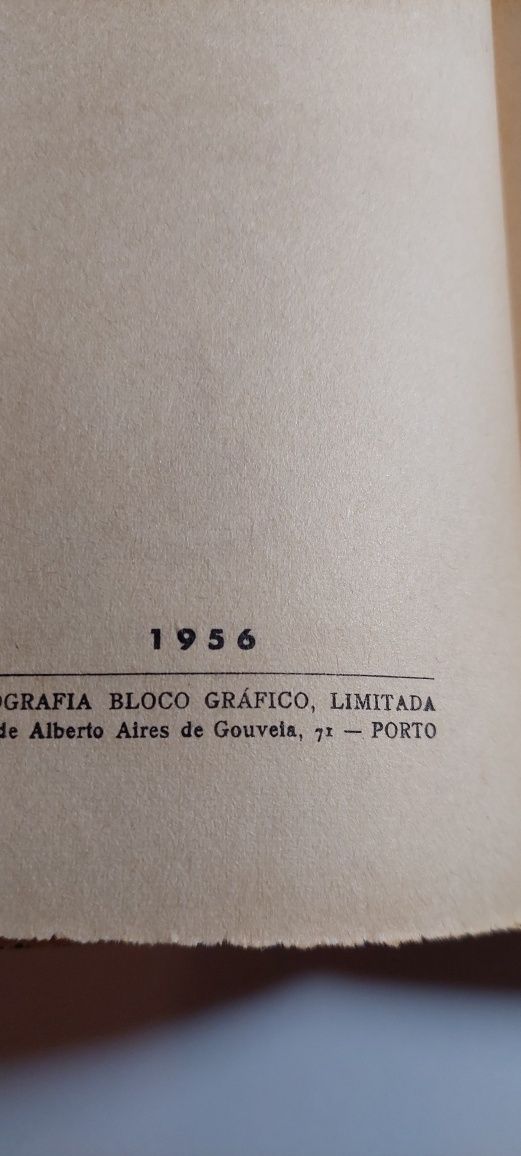 1956
OGRAFIA BLOCO GRÁFICO, LIMITADA
de Alberto Aires de Gouveia, 71 — PORTO